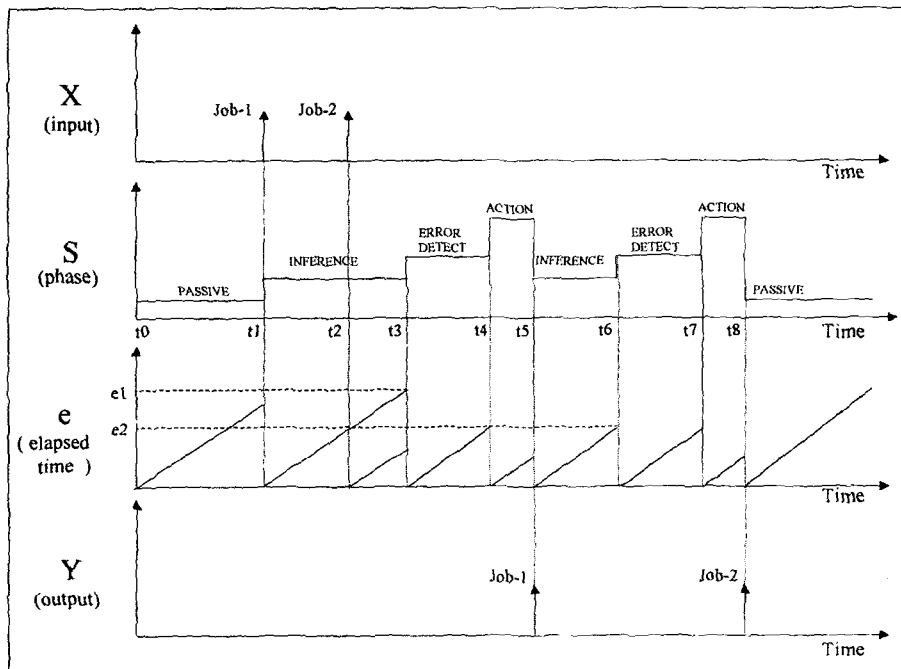 X
(input)
Job-1
Job-2
Time
S
(phase)
PASSIVE
INFERENCE
ERROR
DETECT
ACTION
INFERENCE
ERROR
DETECT
ACTION
PASSIVE
t0
t1
t2
t3
t4
t5
t6
t7
t8
Time
e
( elapsed
time )
e1
e2
Time
Y
(output)
Job-1
Job-2
Time